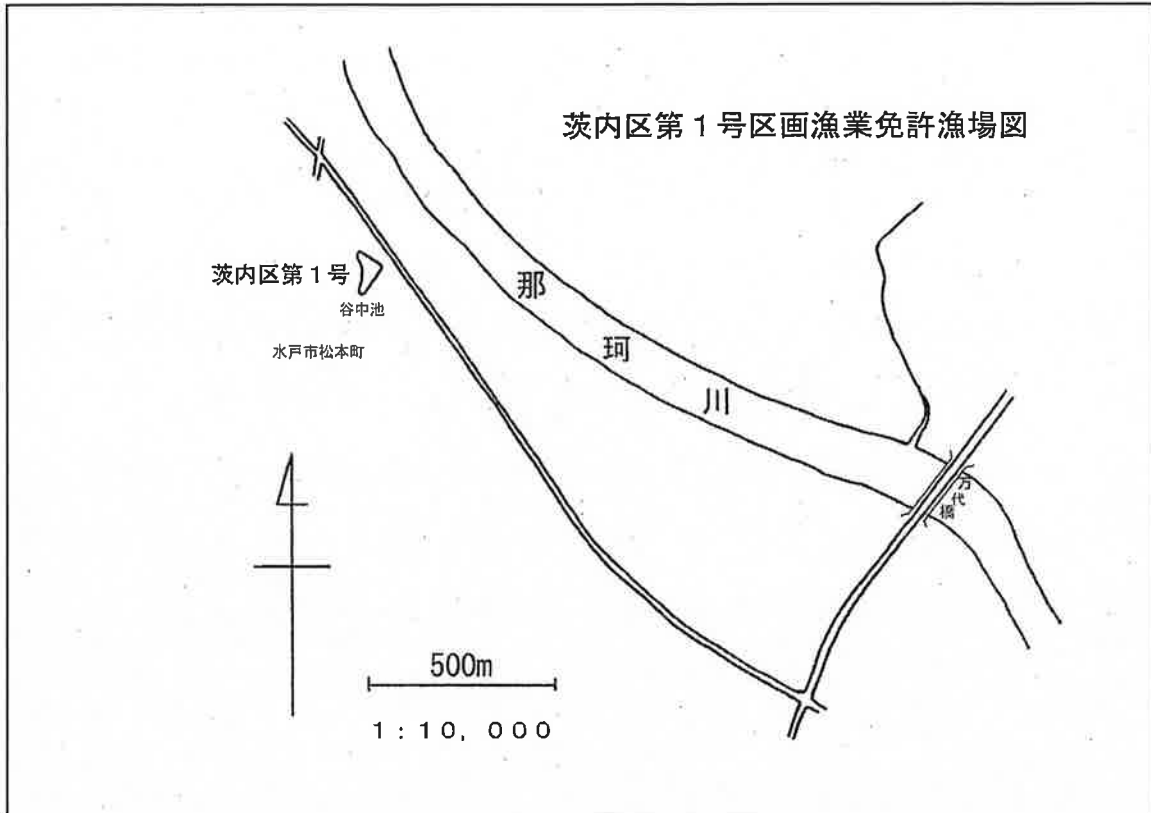 茨内区第１号区画漁業免許漁場図
茨内区第１号
谷中池
水戸市松本町
那珂川
万代橋
500m
１：１０，０００